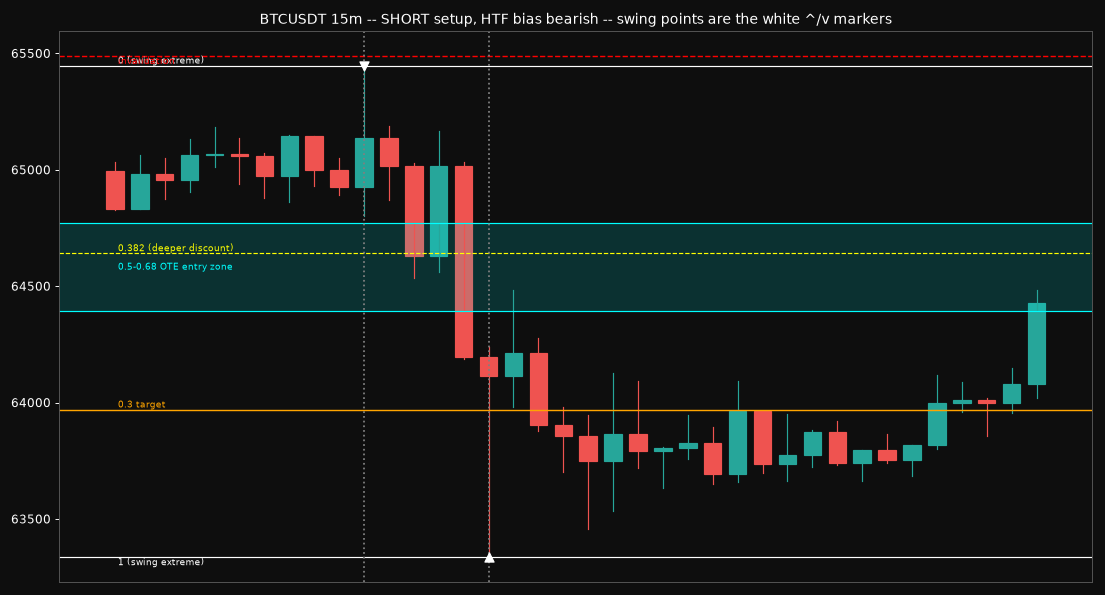 BTCUSDT 15m -- SHORT setup, HTF bias bearish -- swing points are the white ^/v markers
65500
0 (swing extreme)
65000
0.382 (deeper discount)
64500
0.5-0.68 OTE entry zone
64000
0.3 target
63500
1 (swing extreme)